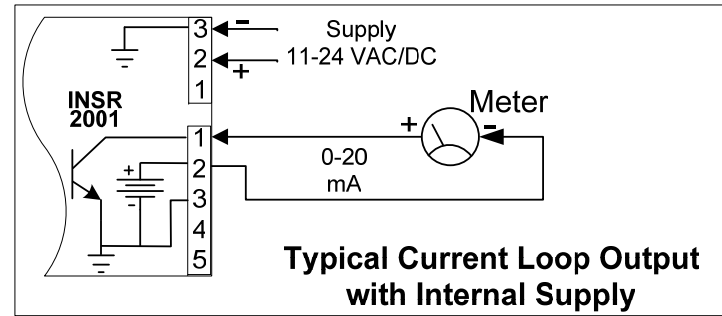 3 - Supply
2 + 11-24 VAC/DC
1
INSR
2001
Meter
1 + -
2 0-20
mA
+
-
3
4
5
Typical Current Loop Output
with Internal Supply